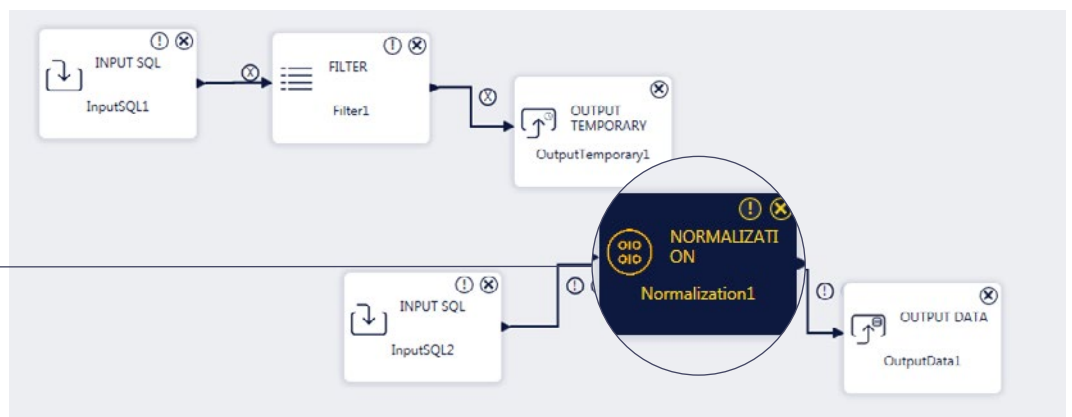 INPUT SQL
InputSQL1
FILTER
Filter1
OUTPUT
TEMPORARY
OutputTemporary1
NORMALIZATI
ON
Normalization1
INPUT SQL
InputSQL2
OUTPUT DATA
OutputData1